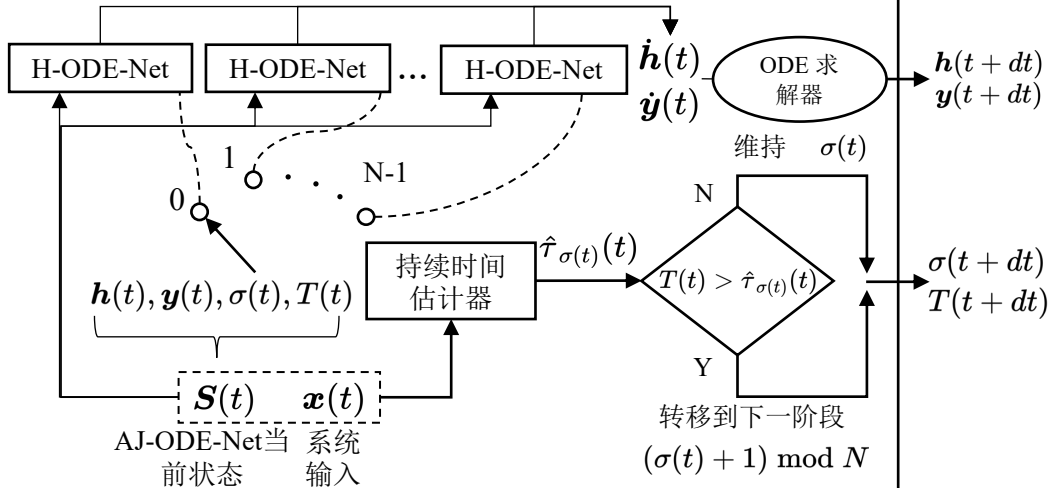 H-ODE-Net
H-ODE-Net
...
H-ODE-Net
ḣ(t)
ẏ(t)
ODE 求
解器
h(t + dt)
y(t + dt)
维持 σ(t)
0
1
N-1
N
h(t), y(t), σ(t), T(t)
持续时间
估计器
τ̂_{σ(t)}(t)
T(t) > τ̂_{σ(t)}(t)
σ(t + dt)
T(t + dt)
Y
S(t) x(t)
AJ-ODE-Net当
前状态
系统
输入
转移到下一阶段
(σ(t) + 1) mod N